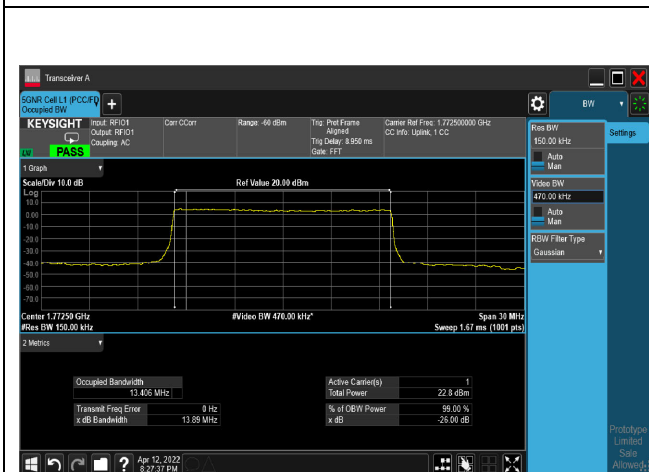 Transceiver A
5GNR Cell L1 (PCC/FD
Occupied BW
BW
KEYSIGHT
Input: RFIO1
Output: RFIO1
Coupling: AC
Corr CCorr
Range: -60 dBm
Trig: Prot Frame
Aligned
Trig Delay: 8.950 ms
Gate: FFT
Carrier Ref Freq: 1.772500000 GHz
CC Info: Uplink, 1 CC
PASS
Res BW
150.00 kHz
Auto
Man
Settings
1 Graph
Scale/Div 10.0 dB
Ref Value 20.00 dBm
Video BW
470.00 kHz
Auto
Man
RBW Filter Type
Gaussian
Log
10.0
0.00
-10.0
-20.0
-30.0
-40.0
-50.0
-60.0
-70.0
Center 1.77250 GHz
#Video BW 470.00 kHz*
Span 30 MHz
#Res BW 150.00 kHz
Sweep 1.67 ms (1001 pts)
2 Metrics
Occupied Bandwidth
13.406 MHz
Active Carrier(s) 1
Total Power 22.8 dBm
Transmit Freq Error 0 Hz
% of OBW Power 99.00 %
x dB Bandwidth 13.89 MHz
x dB -26.00 dB
Prototype
Limited
Sale
Allowed
Apr 12, 2022
8:27:37 PM